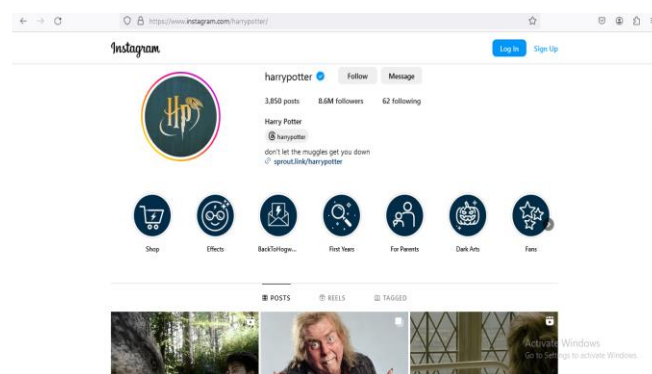 https://www.instagram.com/harrypotter/
Instagram
Log In
Sign Up
HP
harrypotter
Follow
Message
3,850 posts
8.6M followers
62 following
Harry Potter
harrypotter
don't let the muggles get you down
sprout.link/harrypotter
Shop
Effects
BackToHogw...
First Years
For Parents
Dark Arts
Fans
POSTS
REELS
TAGGED
Activate Windows
Go to Settings to activate Windows.